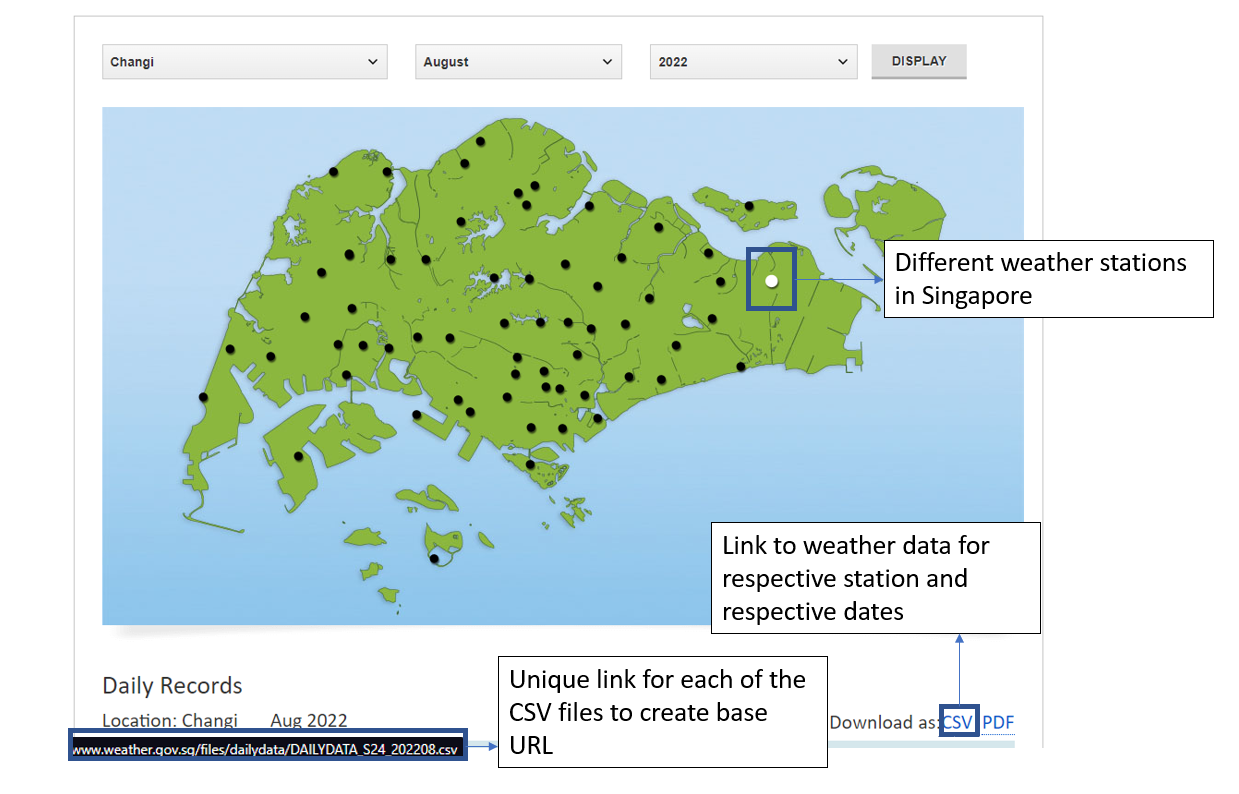 Changi
August
2022
DISPLAY
Different weather stations
in Singapore
Link to weather data for
respective station and
respective dates
Daily Records
Unique link for each of the
CSV files to create base
URL
Location: Changi Aug 2022
Download as: CSV PDF
www.weather.gov.sg/files/dailydata/DAILYDATA_S24_202208.csv